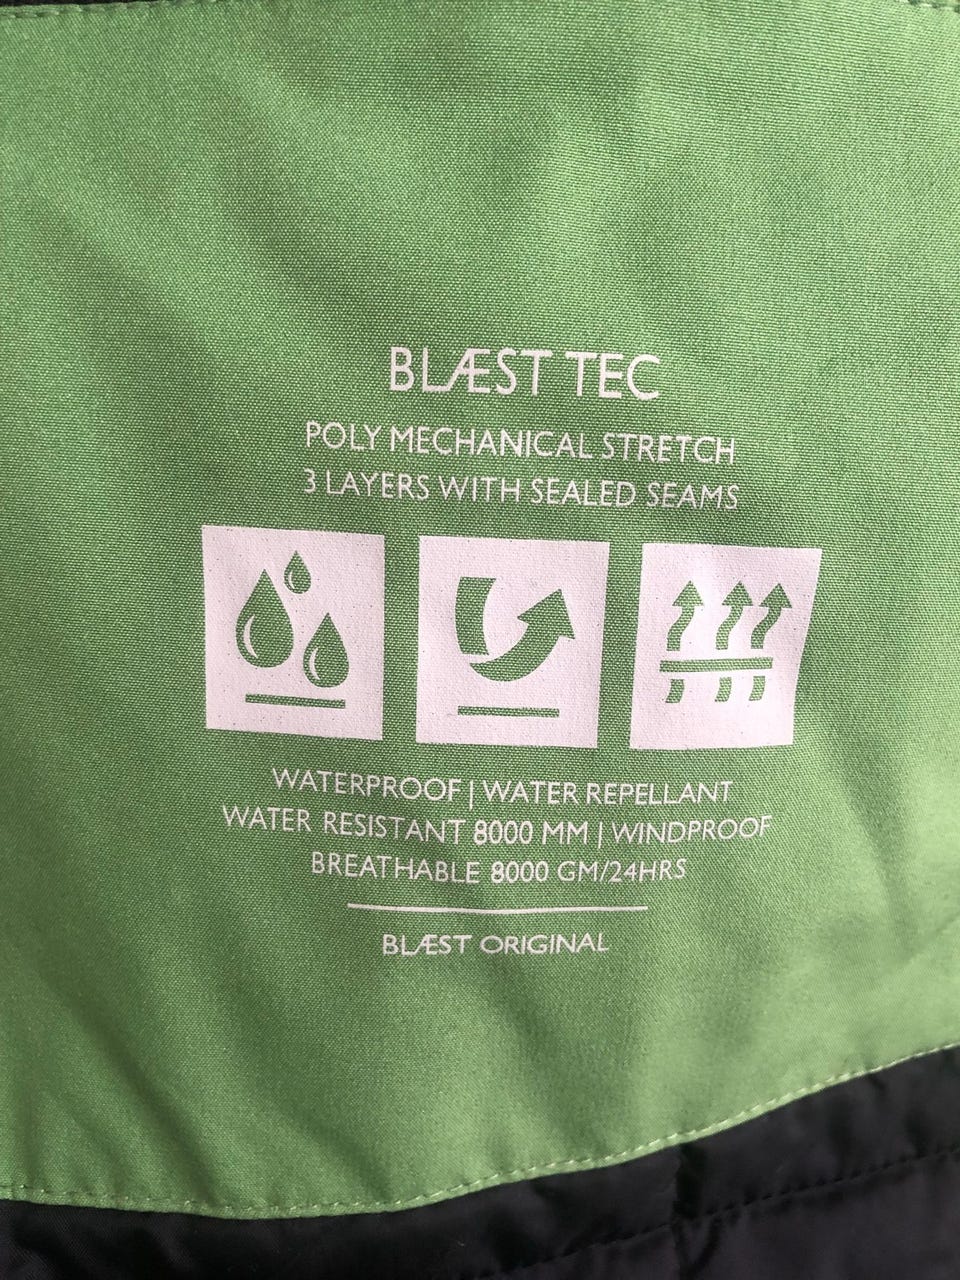 BLÆST TEC
POLY MECHANICAL STRETCH
3 LAYERS WITH SEALED SEAMS
WATERPROOF | WATER REPELLANT
WATER RESISTANT 8000 MM | WINDPROOF
BREATHABLE 8000 GM/24HRS
BLÆST ORIGINAL